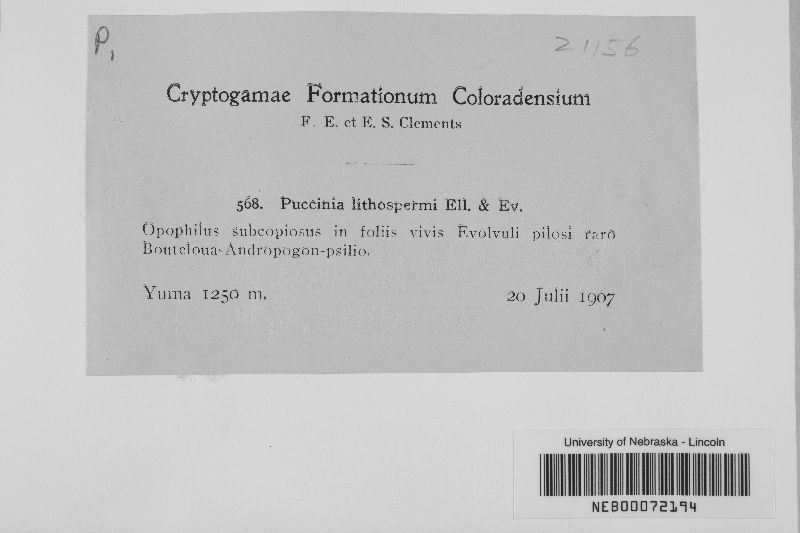 P,
21156
Cryptogamae Formationum Coloradensium
F. E. et E. S. Clements
568. Puccinia lithospermi Ell. & Ev.
Opophilus subcopiosus in foliis vivis Evolvuli pilosi raro
Bouteloua-Andropogon-psilio.
Yuma 1250 m. 20 Julii 1907
University of Nebraska - Lincoln
NEB00072194